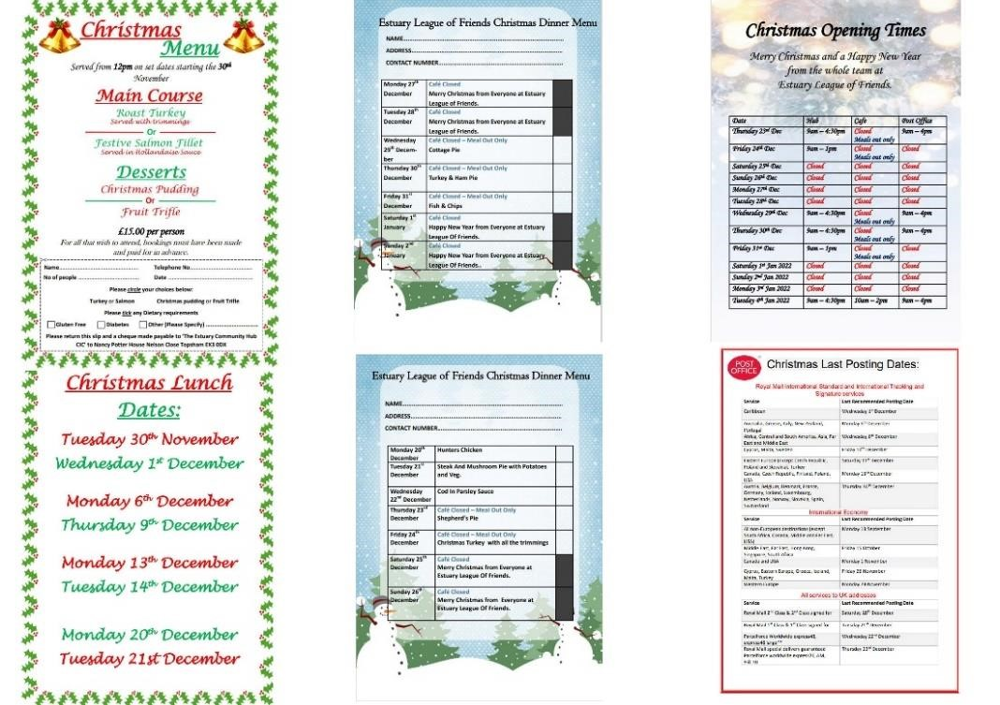 Christmas
Menu
Served from 12pm on set dates starting the 30th
November
Main Course
Roast Turkey
Served with trimmings
Or
Festive Salmon Fillet
Served in Hollandaise Sauce
Desserts
Christmas Pudding
Or
Fruit Trifle
£15.00 per person
For all that wish to attend, bookings must have been made
and paid for in advance.
Name Telephone No
No of people Date
Please circle your choices below:
Turkey or Salmon Christmas pudding or Fruit Trifle
Please tick any Dietary requirements
Gluten Free Diabetes Other (Please Specify)
Please return this slip and a cheque made payable to 'The Estuary Community Hub
CIC' to Nancy Potter House Nelson Close Topsham EX3 0DX
Christmas Lunch
Dates:
Tuesday 30th November
Wednesday 1st December
Monday 6th December
Thursday 9th December
Monday 13th December
Tuesday 14th December
Monday 20th December
Tuesday 21st December
Estuary League of Friends Christmas Dinner Menu
NAME
ADDRESS
CONTACT NUMBER
Monday 27th Café Closed
December Merry Christmas from Everyone at Estuary
League of Friends.
Tuesday 28th Café Closed
December Merry Christmas from Everyone at Estuary
League of Friends.
Wednesday Café Closed – Meal Out Only
29th Decem- Cottage Pie
ber
Thursday 30th Café Closed – Meal Out Only
December Turkey & Ham Pie
Friday 31st Café Closed – Meal Out Only
December Fish & Chips
Saturday 1st Café Closed
January Happy New Year from Everyone at Estuary
League of Friends.
Sunday 2nd Café Closed
January Happy New Year from Everyone at Estuary
League of Friends..
Estuary League of Friends Christmas Dinner Menu
NAME
ADDRESS
CONTACT NUMBER
Monday 20th Hunters Chicken
December
Tuesday 21st Steak And Mushroom Pie with Potatoes
December and Veg.
Wednesday Cod In Parsley Sauce
22nd December
Thursday 23rd Café Closed – Meal Out Only
December Shepherd's Pie
Friday 24th Café Closed – Meal Out Only
December Christmas Turkey with all the trimmings
Saturday 25th Café Closed
December Merry Christmas from Everyone at
Estuary League Of Friends.
Sunday 26th Café Closed
December Merry Christmas from Everyone at
Estuary League Of Friends.
Christmas Opening Times
Merry Christmas and a Happy New Year
from the whole team at
Estuary League of Friends.
Date Hub Cafe Post Office
Thursday 23rd Dec 9am – 4:30pm Closed 9am – 4pm
Meals out only
Friday 24th Dec 9am – 1pm Closed Closed
Meals out only
Saturday 25th Dec Closed Closed Closed
Sunday 26th Dec Closed Closed Closed
Monday 27th Dec Closed Closed Closed
Tuesday 28th Dec Closed Closed Closed
Wednesday 29th Dec 9am – 4:30pm Closed 9am – 4pm
Meals out only
Thursday 30th Dec 9am – 4:30pm Closed 9am – 4pm
Meals out only
Friday 31st Dec 9am – 1pm Closed Closed
Meals out only
Saturday 1st Jan 2022 Closed Closed Closed
Sunday 2nd Jan 2022 Closed Closed Closed
Monday 3rd Jan 2022 Closed Closed Closed
Tuesday 4th Jan 2022 9am – 4:30pm 10am – 2pm 9am – 4pm
POST
OFFICE
Christmas Last Posting Dates:
Royal Mail International Standard and International Tracking and
Signature services
Service Last Recommended Posting Date
Caribbean Wednesday 1st December
Australia, Greece, Italy, New Zealand, Monday 6th December
Portugal
Africa, Central and South America, Asia, Far Wednesday 8th December
East and Middle East
Cyprus, Malta, Sweden Friday 10th December
Eastern Europe (except Czech Republic, Saturday December
Poland and Slovakia), Turkey
Canada, Czech Republic, Finland, Poland, Monday December
USA
Austria, Belgium, Denmark, France, Thursday December
Germany, Iceland, Luxembourg,
Netherlands, Norway, Slovakia, Spain,
Switzerland
International Economy
Service Last Recommended Posting Date
All non-European destinations (except Monday September
South Africa, Canada, Middle and Far East,
USA)
Middle East, Far East, Hong Kong, Friday 15 October
Singapore, South Africa
Canada and USA Monday 1 November
Cyprus, Eastern Europe, Greece, Iceland, Friday November
Malta, Turkey
Western Europe Monday November
All services to UK addresses
Service Last Recommended Posting Date
Royal Mail 2nd Class & 2nd Class signed for Saturday 18th December
Royal Mail 1st Class & 1st Class signed for Tuesday 21st December
Parcelforce Worldwide express48, Wednesday 22nd December
express48 large
Royal Mail special delivery guaranteed Thursday 23rd December
Parcelforce worldwide express